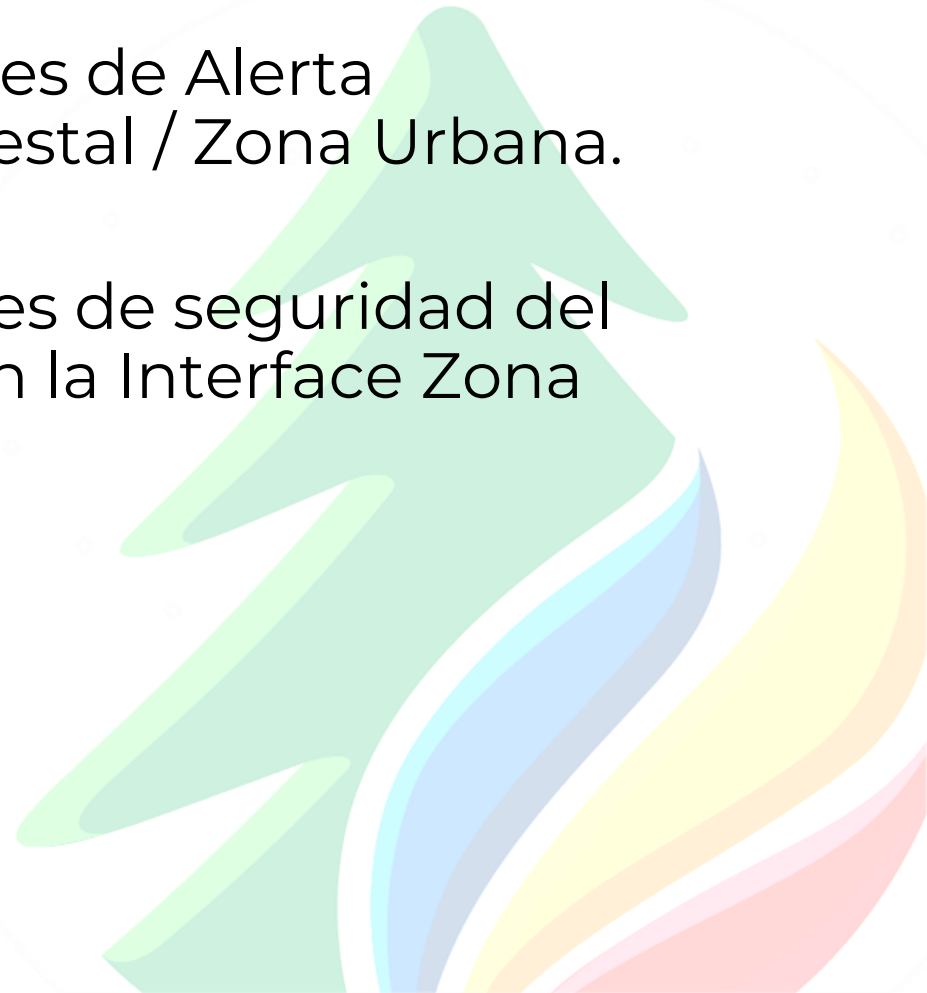 es de Alerta
estal / Zona Urbana.
es de seguridad del
n la Interface Zona